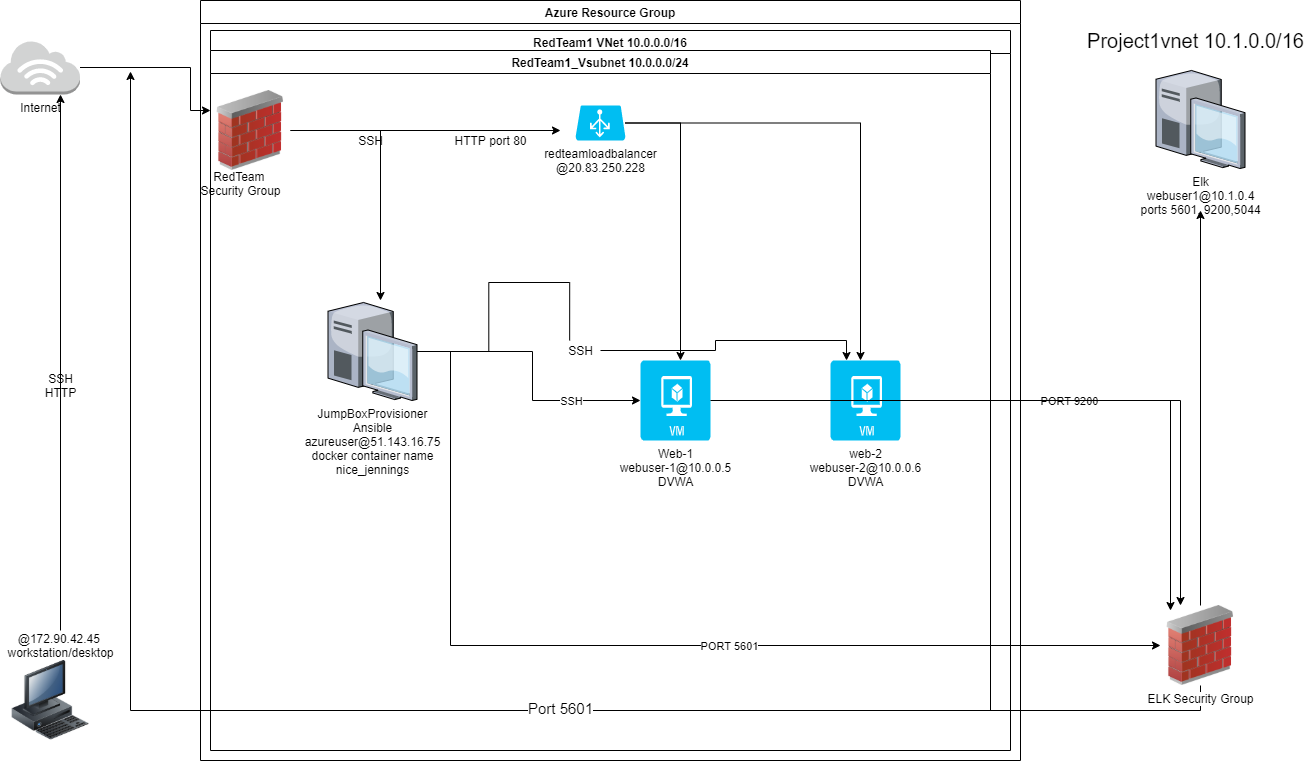 Azure Resource Group
RedTeam1 VNet 10.0.0.0/16
RedTeam1_Vsubnet 10.0.0.0/24
Project1vnet 10.1.0.0/16
Internet
RedTeam
Security Group
SSH
HTTP port 80
redteamloadbalancer
@20.83.250.228
Elk
webuser1@10.1.0.4
ports 5601, 9200,5044
SSH
HTTP
SSH
SSH
JumpBoxProvisioner
Ansible
azureuser@51.143.16.75
docker container name
nice_jennings
VM
Web-1
webuser-1@10.0.0.5
DVWA
VM
web-2
webuser-2@10.0.0.6
DVWA
PORT 9200
@172.90.42.45
workstation/desktop
PORT 5601
ELK Security Group
Port 5601